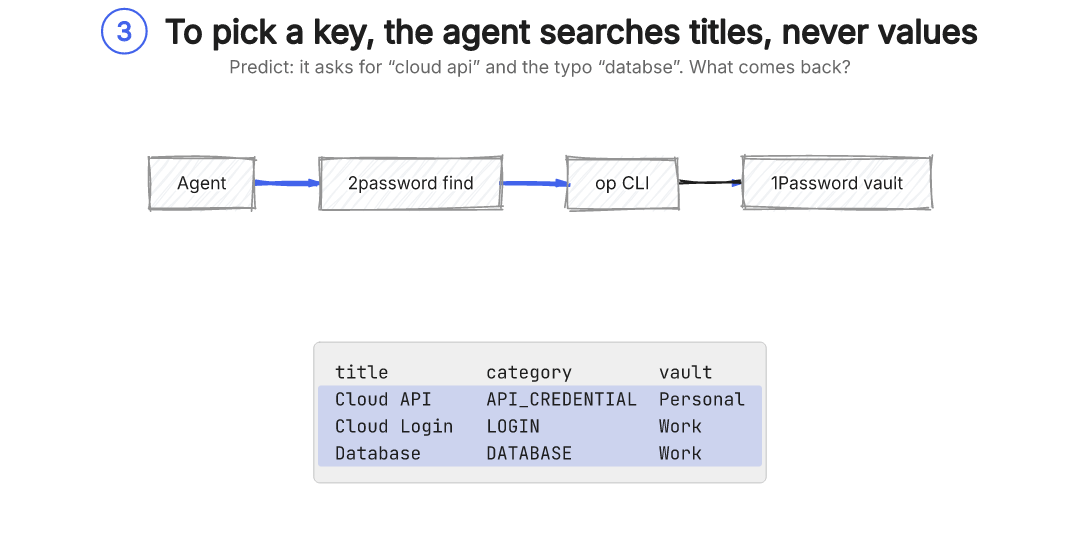 3 To pick a key, the agent searches titles, never values
Predict: it asks for “cloud api” and the typo “databse”. What comes back?
Agent 2password find op CLI 1Password vault
title category vault
Cloud API API_CREDENTIAL Personal
Cloud Login LOGIN Work
Database DATABASE Work